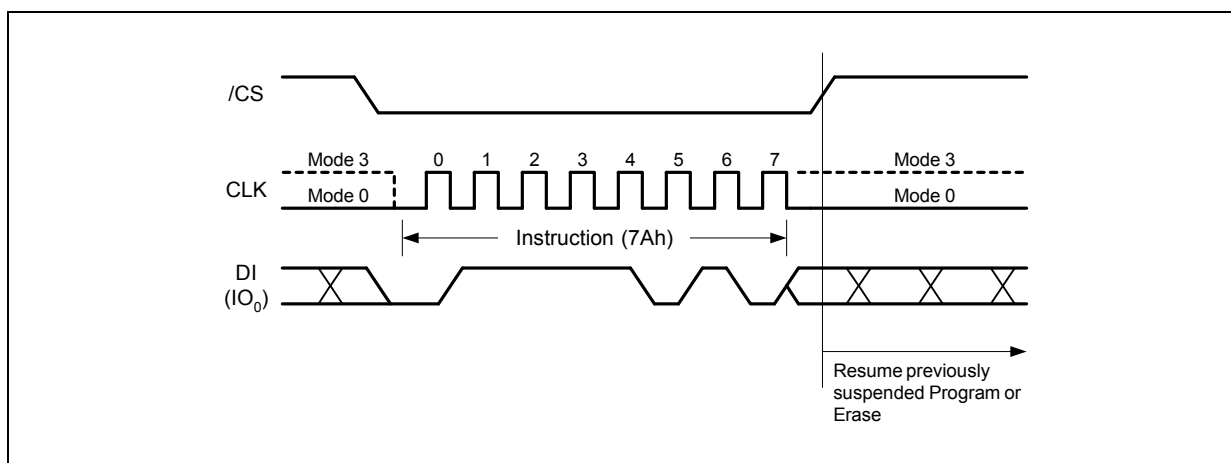 /CS
Mode 3 0 1 2 3 4 5 6 7 Mode 3
CLK
Mode 0 Mode 0
Instruction (7Ah)
DI
(IO0)
Resume previously
suspended Program or
Erase